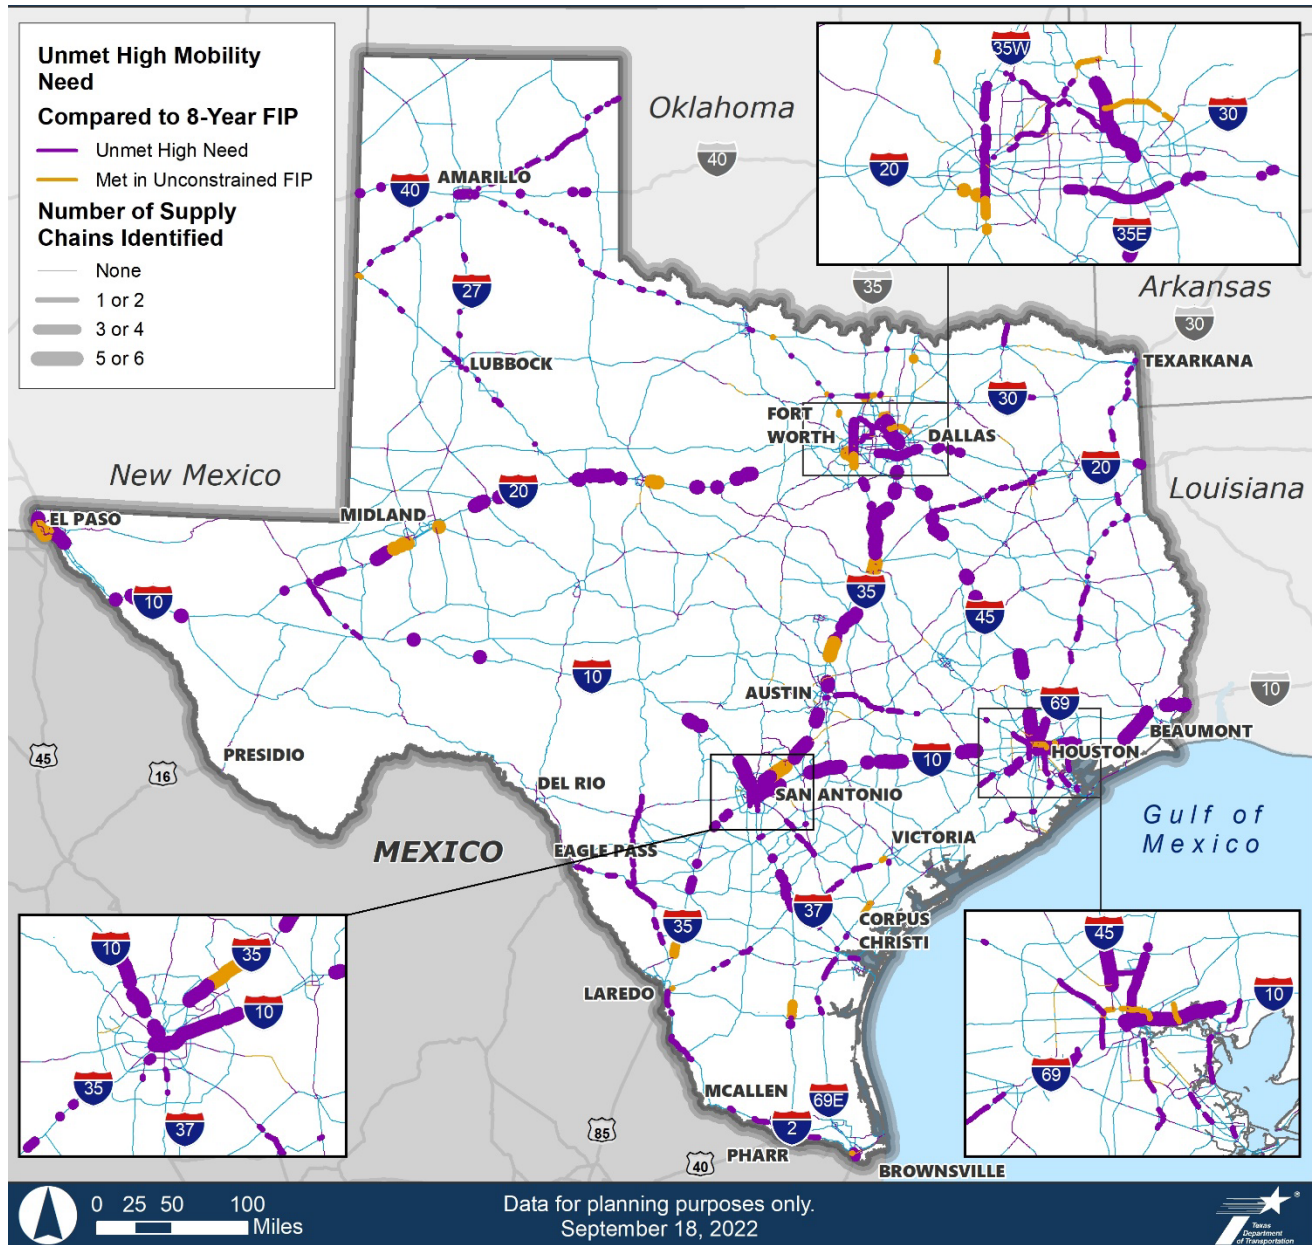 Unmet High Mobility
Need
Compared to 8-Year FIP
Unmet High Need
Met in Unconstrained FIP
Number of Supply
Chains Identified
None
1 or 2
3 or 4
5 or 6
35W
30
20
35E
Oklahoma
40
AMARILLO
40
27
LUBBOCK
35
Arkansas
30
TEXARKANA
30
FORT
WORTH
DALLAS
20
Louisiana
New Mexico
20
MIDLAND
EL PASO
10
35
45
10
AUSTIN
69
10
BEAUMONT
HOUSTON
10
PRESIDIO
45
16
DEL RIO
SAN ANTONIO
Gulf of
Mexico
MEXICO
EAGLE PASS
VICTORIA
37
35
CORPUS
CHRISTI
LAREDO
MCALLEN
69E
2
PHARR
BROWNSVILLE
85
40
10
35
10
35
37
45
10
69
0 25 50 100
Miles
Data for planning purposes only.
September 18, 2022
®
Texas
Department
of Transportation